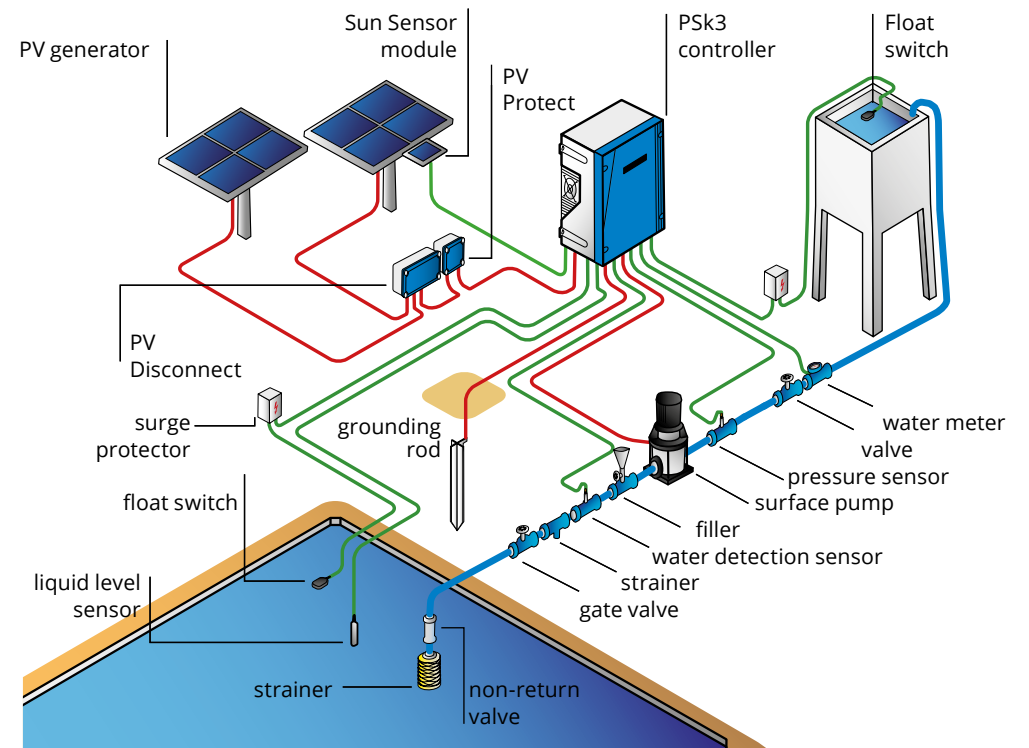 PV generator
Sun Sensor
module
PV
Protect
PSk3
controller
Float
switch
PV
Disconnect
surge
protector
grounding
rod
float switch
liquid level
sensor
strainer
non-return
valve
water meter
valve
pressure sensor
surface pump
filler
water detection sensor
strainer
gate valve